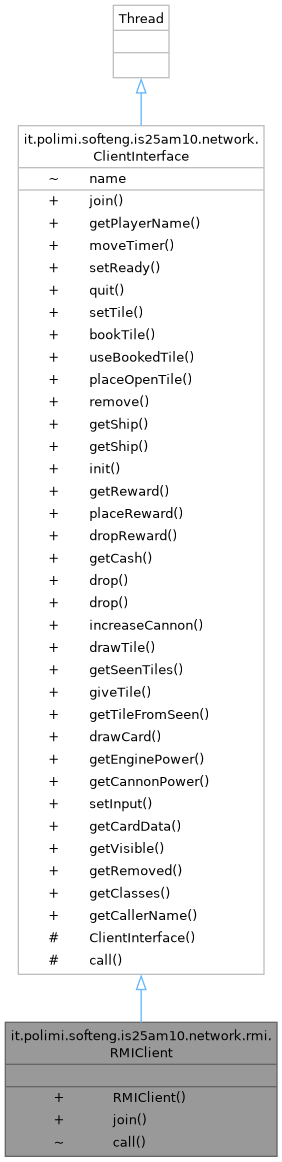 Thread
it.polimi.softeng.is25am10.network.
ClientInterface
~ name
+ join()
+ getPlayerName()
+ moveTimer()
+ setReady()
+ quit()
+ setTile()
+ bookTile()
+ useBookedTile()
+ placeOpenTile()
+ remove()
+ getShip()
+ getShip()
+ init()
+ getReward()
+ placeReward()
+ dropReward()
+ getCash()
+ drop()
+ drop()
+ increaseCannon()
+ drawTile()
+ getSeenTiles()
+ giveTile()
+ getTileFromSeen()
+ drawCard()
+ getEnginePower()
+ getCannonPower()
+ setInput()
+ getCardData()
+ getVisible()
+ getRemoved()
+ getClasses()
+ getCallerName()
# ClientInterface()
# call()
it.polimi.softeng.is25am10.network.rmi.
RMIClient
+ RMIClient()
+ join()
~ call()